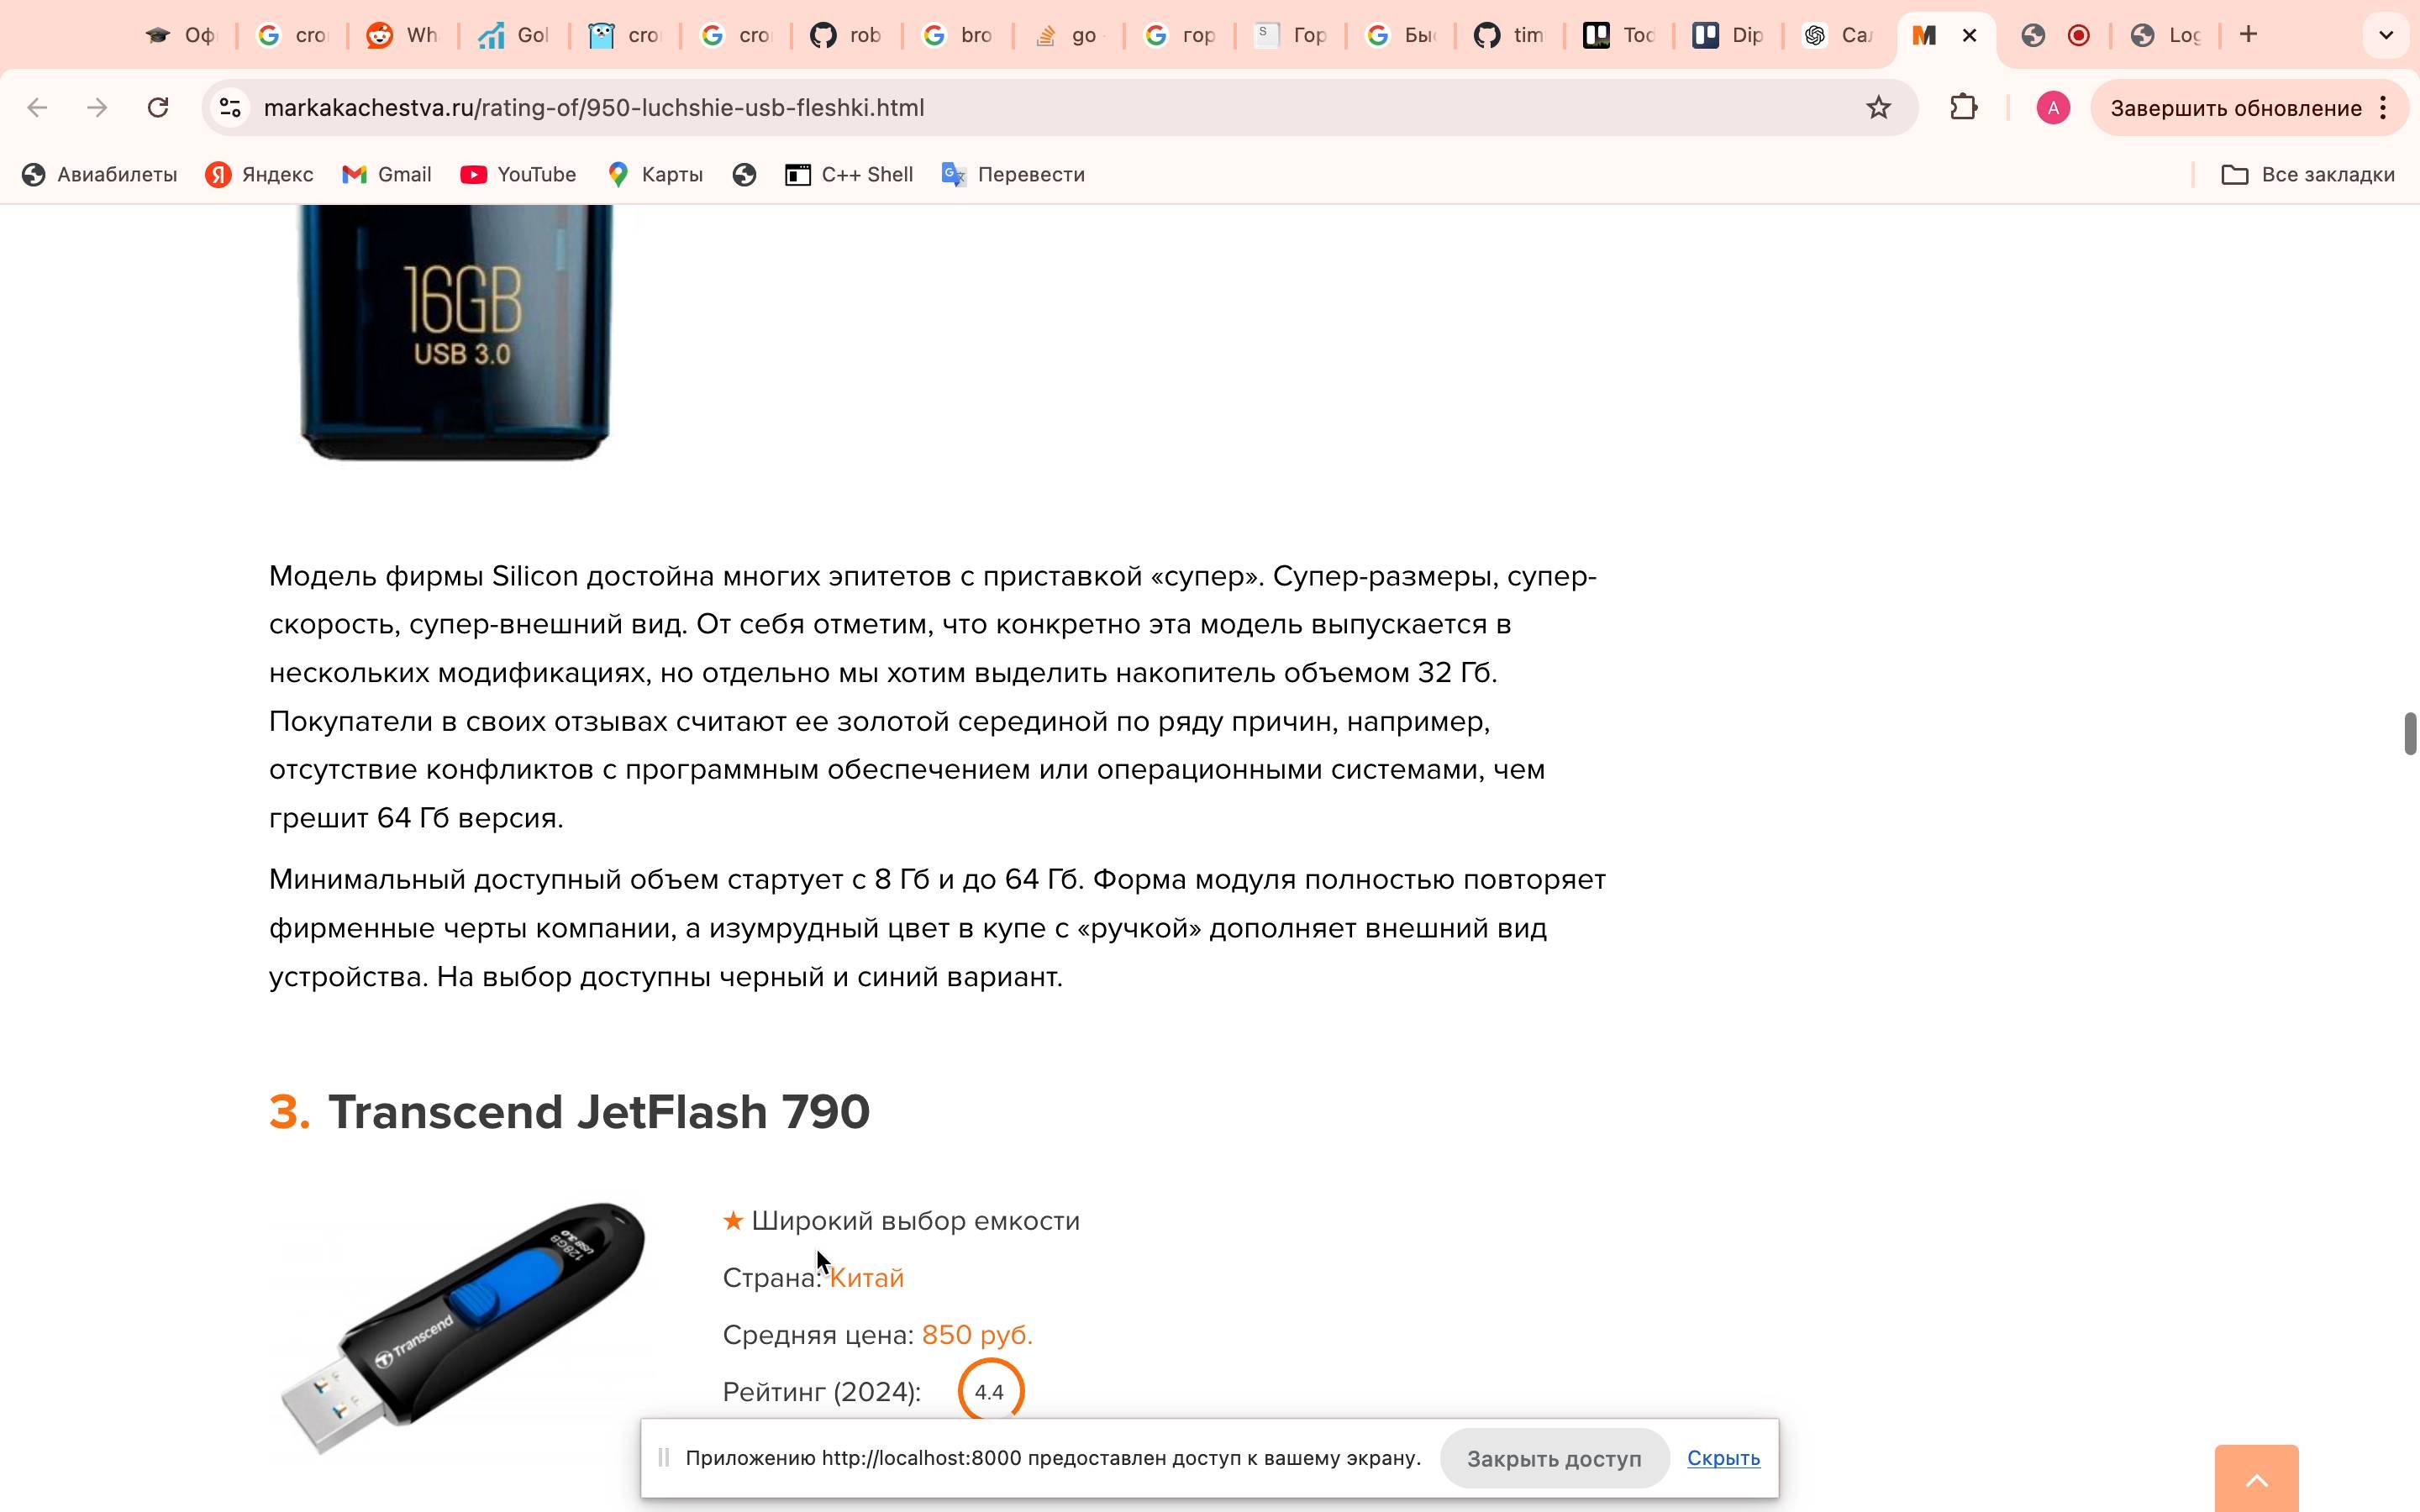 Оф
cro
Wh
Gol
cro
cro
rob
bro
go
гор
Гор
Бы
tim
Toc
Dip
Са
Log
markakachestva.ru/rating-of/950-luchshie-usb-fleshki.html
A
Завершить обновление
Авиабилеты
Яндекс
Gmail
YouTube
Карты
C++ Shell
Перевести
Все закладки
16GB
USB 3.0
Модель фирмы Silicon достойна многих эпитетов с приставкой «супер». Супер-размеры, супер-
скорость, супер-внешний вид. От себя отметим, что конкретно эта модель выпускается в
нескольких модификациях, но отдельно мы хотим выделить накопитель объемом 32 Гб.
Покупатели в своих отзывах считают ее золотой серединой по ряду причин, например,
отсутствие конфликтов с программным обеспечением или операционными системами, чем
грешит 64 Гб версия.
Минимальный доступный объем стартует с 8 Гб и до 64 Гб. Форма модуля полностью повторяет
фирменные черты компании, а изумрудный цвет в купе с «ручкой» дополняет внешний вид
устройства. На выбор доступны черный и синий вариант.
3. Transcend JetFlash 790
128GB
USB 3.0
Transcend
★ Широкий выбор емкости
Страна: Китай
Средняя цена: 850 руб.
Рейтинг (2024): 4.4
Приложению http://localhost:8000 предоставлен доступ к вашему экрану.
Закрыть доступ
Скрыть